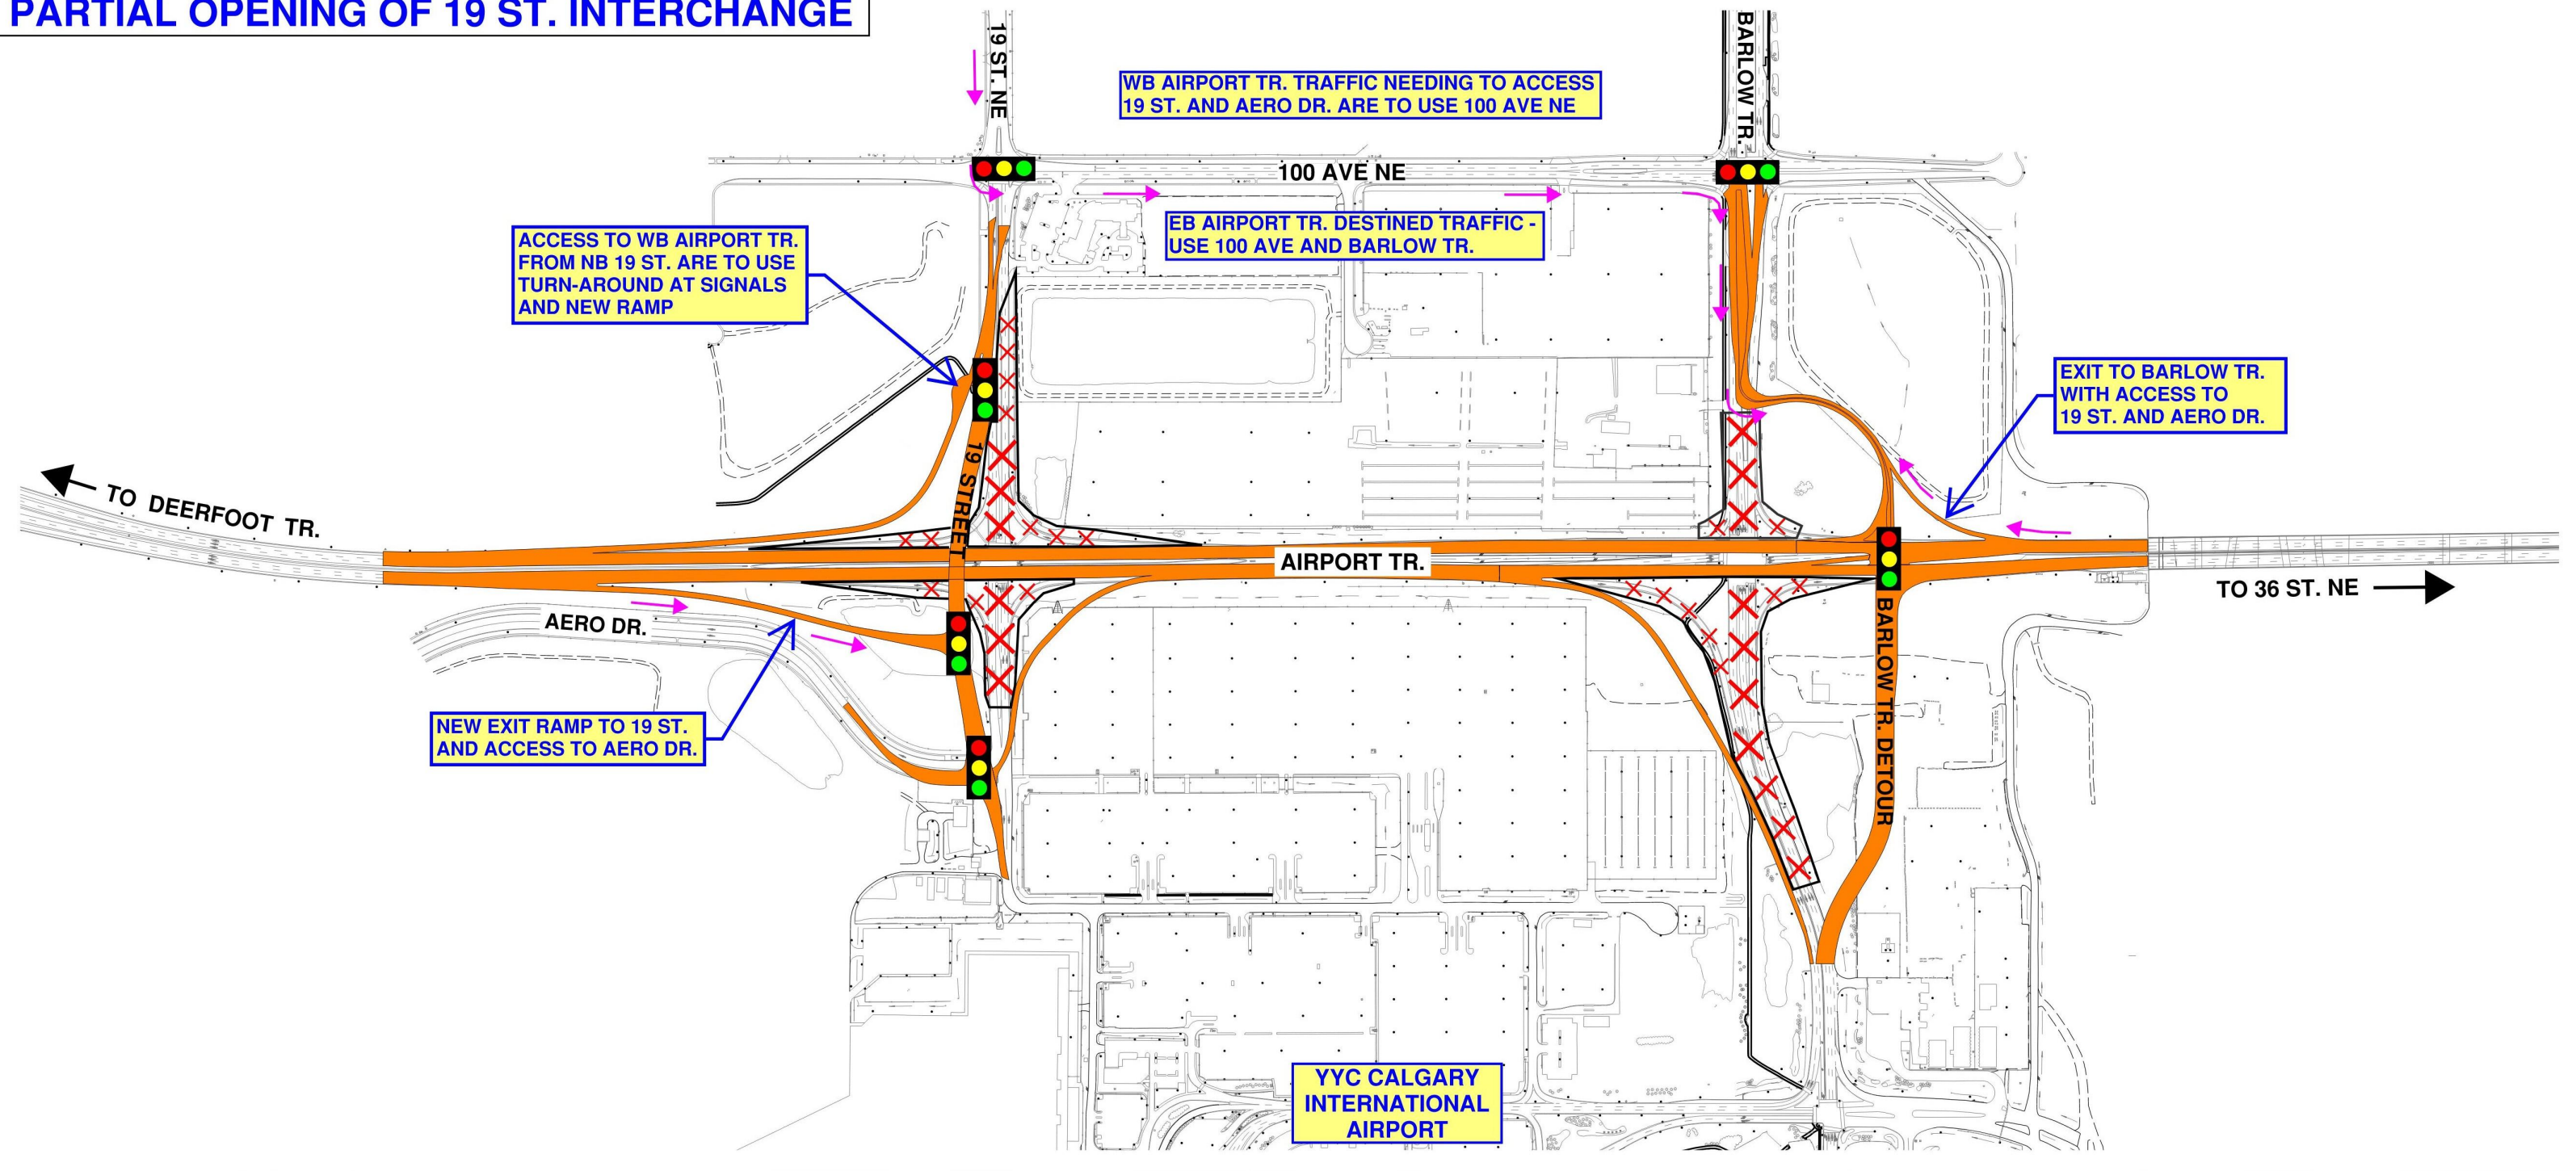 PARTIAL OPENING OF 19 ST. INTERCHANGE
19 ST. NE
BARLOW TR.
WB AIRPORT TR. TRAFFIC NEEDING TO ACCESS
19 ST. AND AERO DR. ARE TO USE 100 AVE NE
100 AVE NE
EB AIRPORT TR. DESTINED TRAFFIC -
USE 100 AVE AND BARLOW TR.
ACCESS TO WB AIRPORT TR.
FROM NB 19 ST. ARE TO USE
TURN-AROUND AT SIGNALS
AND NEW RAMP
EXIT TO BARLOW TR.
WITH ACCESS TO
19 ST. AND AERO DR.
19 STREET
TO DEERFOOT TR.
AIRPORT TR.
TO 36 ST. NE
AERO DR.
BARLOW TR. DETOUR
NEW EXIT RAMP TO 19 ST.
AND ACCESS TO AERO DR.
YYC CALGARY
INTERNATIONAL
AIRPORT